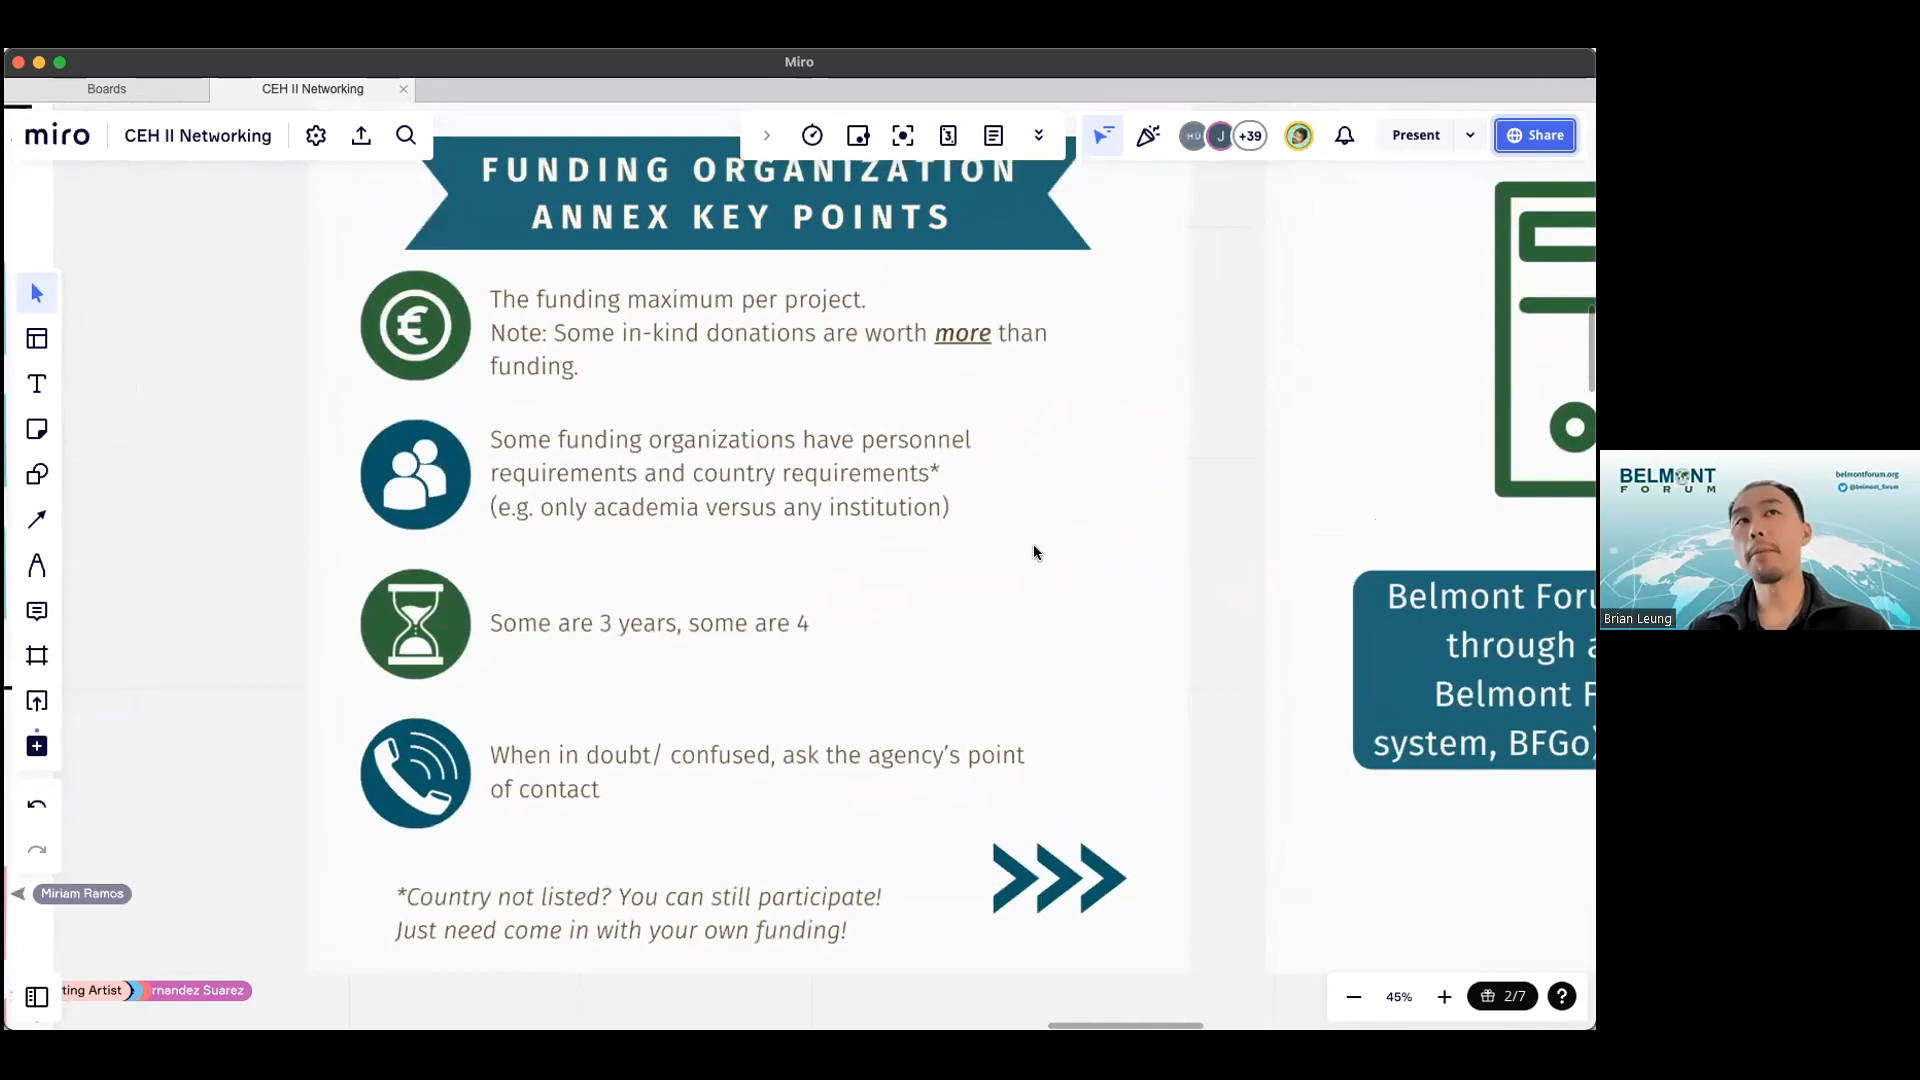 Miro
Boards
CEH II Networking
miro
CEH II Networking
HÜ
J
+39
Present
Share
3
FUNDING ORGANIZATION
ANNEX KEY POINTS
€
The funding maximum per project.
Note: Some in-kind donations are worth more than
funding.
Some funding organizations have personnel
requirements and country requirements*
(e.g. only academia versus any institution)
Some are 3 years, some are 4
When in doubt/ confused, ask the agency's point
of contact
*Country not listed? You can still participate!
Just need come in with your own funding!
Belmont Foru
through a
Belmont F
system, BFGo)
Miriam Ramos
ting Artist
rnandez Suarez
45%
2/7
?
BELMONT
FORUM
belmontforum.org
@belmont_forum
Brian Leung